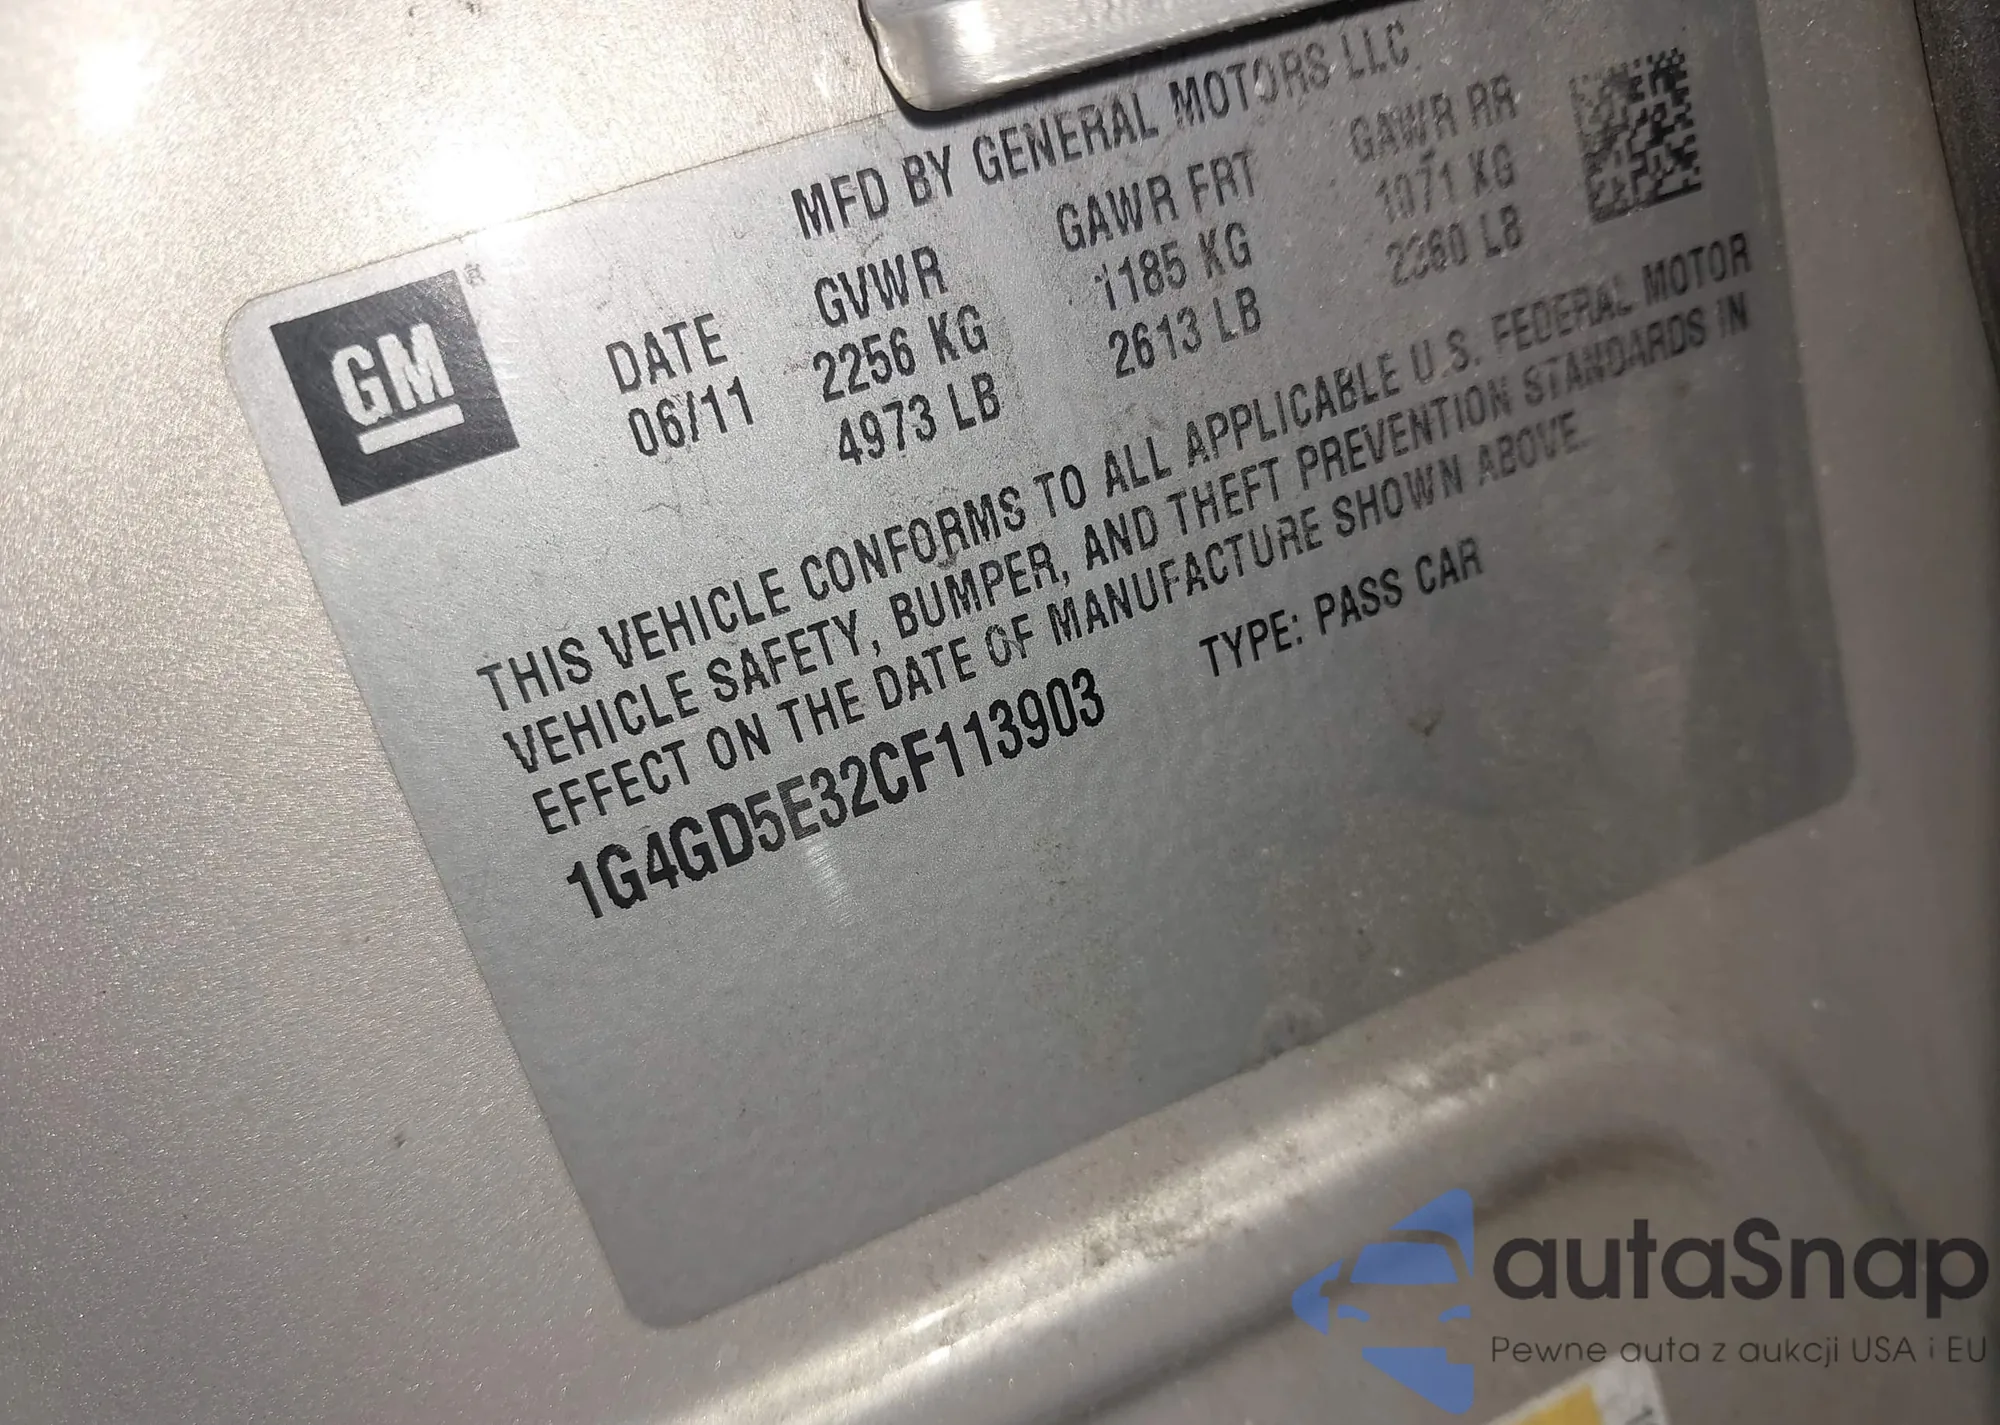 MFD BY GENERAL MOTORS LLC
GM
DATE GVWR GAWR FRT GAWR RR
06/11 2256 KG 1185 KG 1071 KG
4973 LB 2613 LB 2360 LB
THIS VEHICLE CONFORMS TO ALL APPLICABLE U.S. FEDERAL MOTOR
VEHICLE SAFETY, BUMPER, AND THEFT PREVENTION STANDARDS IN
EFFECT ON THE DATE OF MANUFACTURE SHOWN ABOVE.
1G4GD5E32CF113903 TYPE: PASS CAR
autaSnap
Pewne auta z aukcji USA i EU